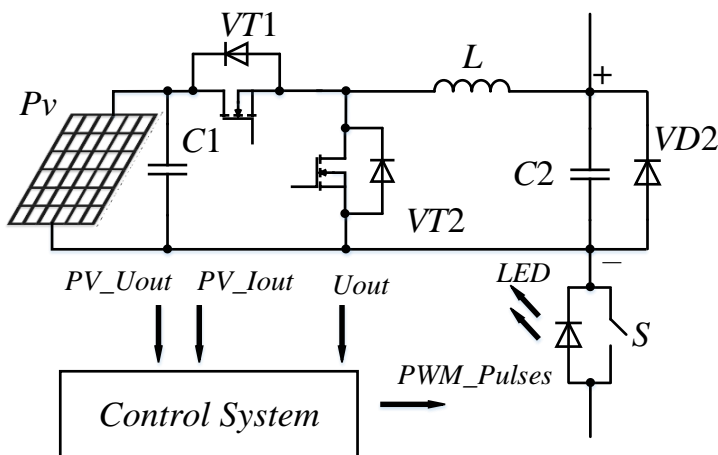 VT1
L
Pv
+
C1
VD2
C2
VT2
−
PV_Uout
PV_Iout
Uout
LED
S
PWM_Pulses
Control System